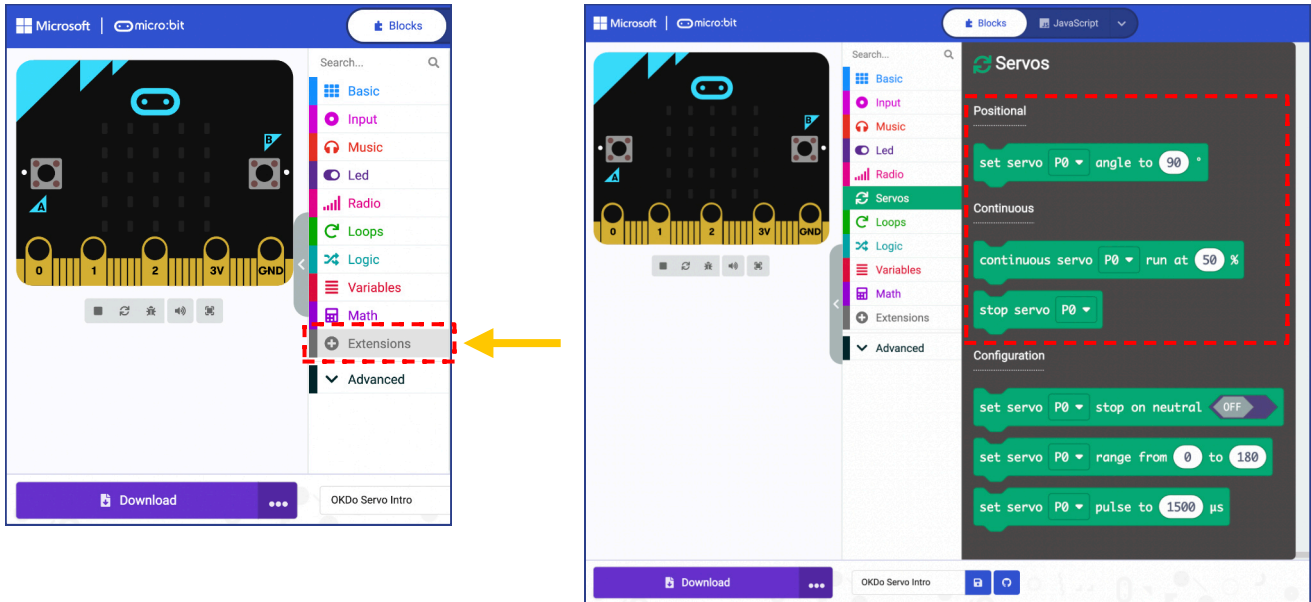 Microsoft
micro:bit
Blocks
Search...
Basic
Input
Music
Led
Radio
Loops
Logic
Variables
Math
Extensions
Advanced
B
A
0 1 2 3V GND
Download
OKDo Servo Intro
Microsoft
micro:bit
Blocks
JavaScript
Search...
Basic
Input
Music
Led
Radio
Servos
Loops
Logic
Variables
Math
Extensions
Advanced
B
A
0 1 2 3V GND
Servos
Positional
set servo P0 angle to 90 °
Continuous
continuous servo P0 run at 50 %
stop servo P0
Configuration
set servo P0 stop on neutral OFF
set servo P0 range from 0 to 180
set servo P0 pulse to 1500 µs
Download
OKDo Servo Intro